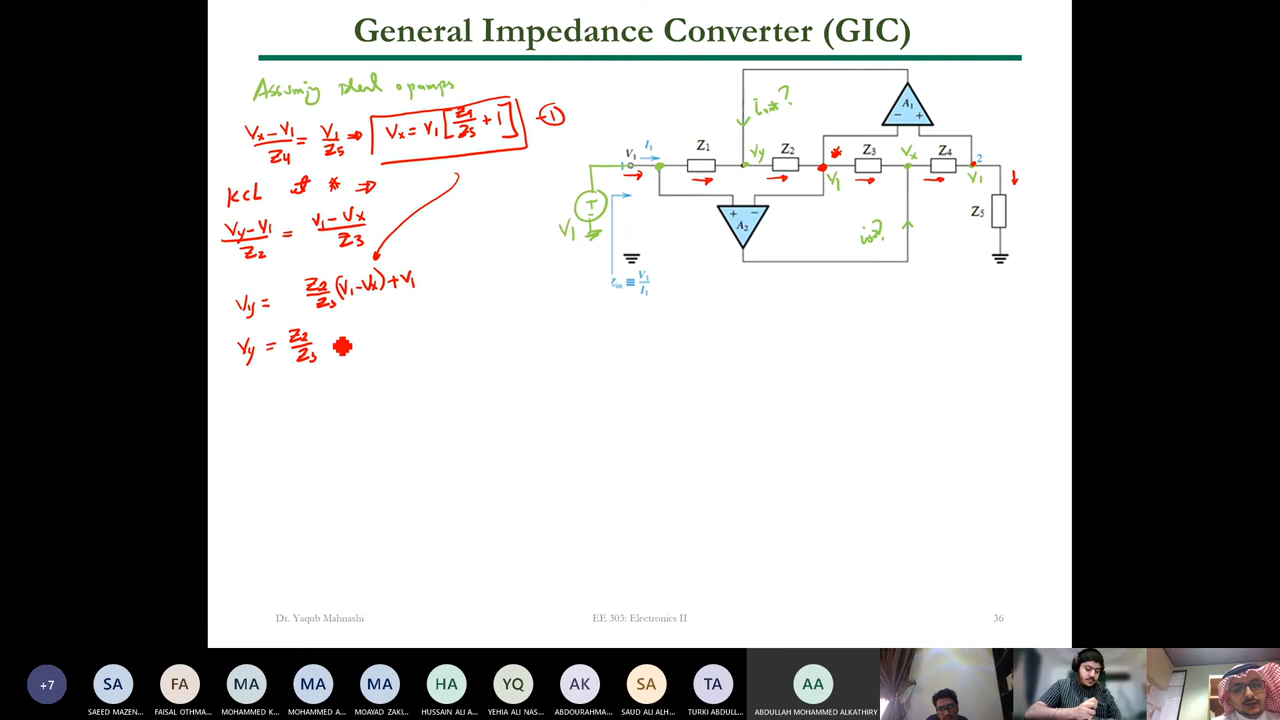 General Impedance Converter (GIC)
Assuming ideal opamps
Vx - V1 / Z4 = V1 / Z5 ⇒ Vx = V1 [ Z4 / Z5 + 1 ] -①
KCL at * ⇒
Vy - V1 / Z2 = V1 - Vx / Z3
Vy = Z2 / Z3 (V1 - Vx) + V1
Vy = Z2 / Z3
iout?
A1
- +
V1 I1 Z1 Vy Z2 * Z3 Vx Z4 2
1
V1 V1
+ -
A2
Z5
V1
+
-
iout?
Zin ≡ V1 / I1
Dr. Yaqub Mahnashi
EE 303: Electronics II
36
+7 SA FA MA MA MA HA YQ AK SA TA AA
SAEED MAZEN... FAISAL OTHMA... MOHAMMED K... MOHAMMED A... MOAYAD ZAKI... HUSSAIN ALI A... YEHIA ALI NAS... ABDOURAHMA... SAUD ALI ALH... TURKI ABDULL... ABDULLAH MOHAMMED ALKATHIRY